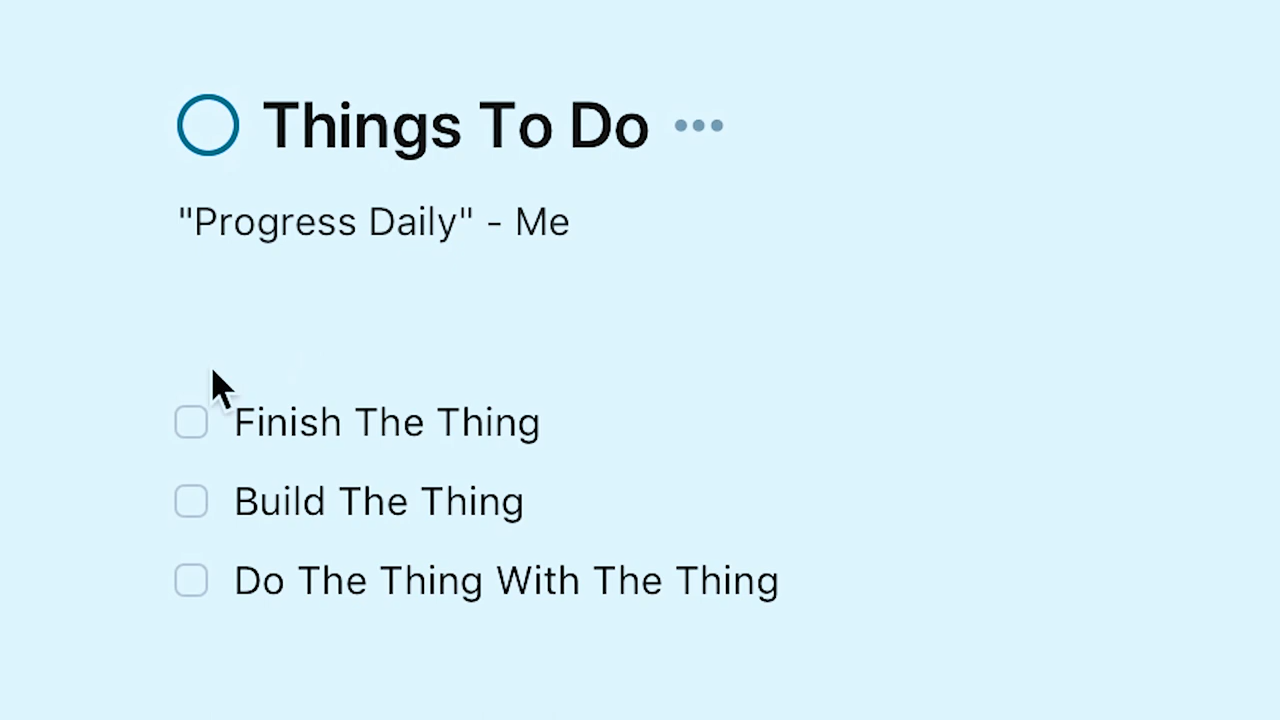 Things To Do
"Progress Daily" - Me
Finish The Thing
Build The Thing
Do The Thing With The Thing